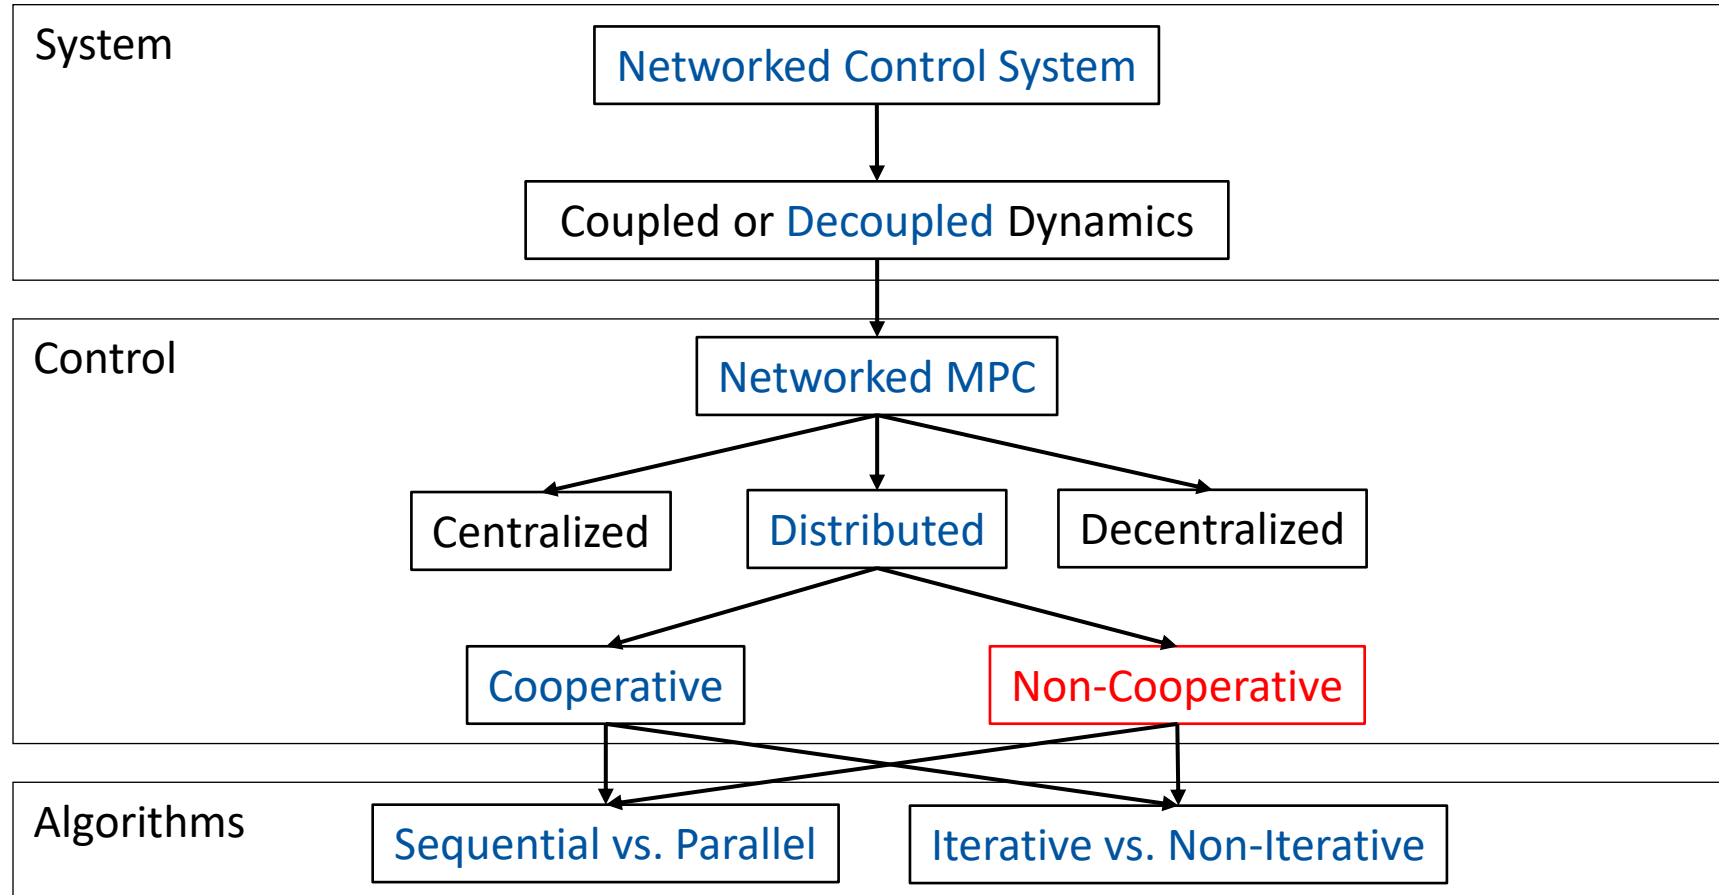 System
Networked Control System
Coupled or Decoupled Dynamics
Control
Networked MPC
Centralized
Distributed
Decentralized
Cooperative
Non-Cooperative
Algorithms
Sequential vs. Parallel
Iterative vs. Non-Iterative